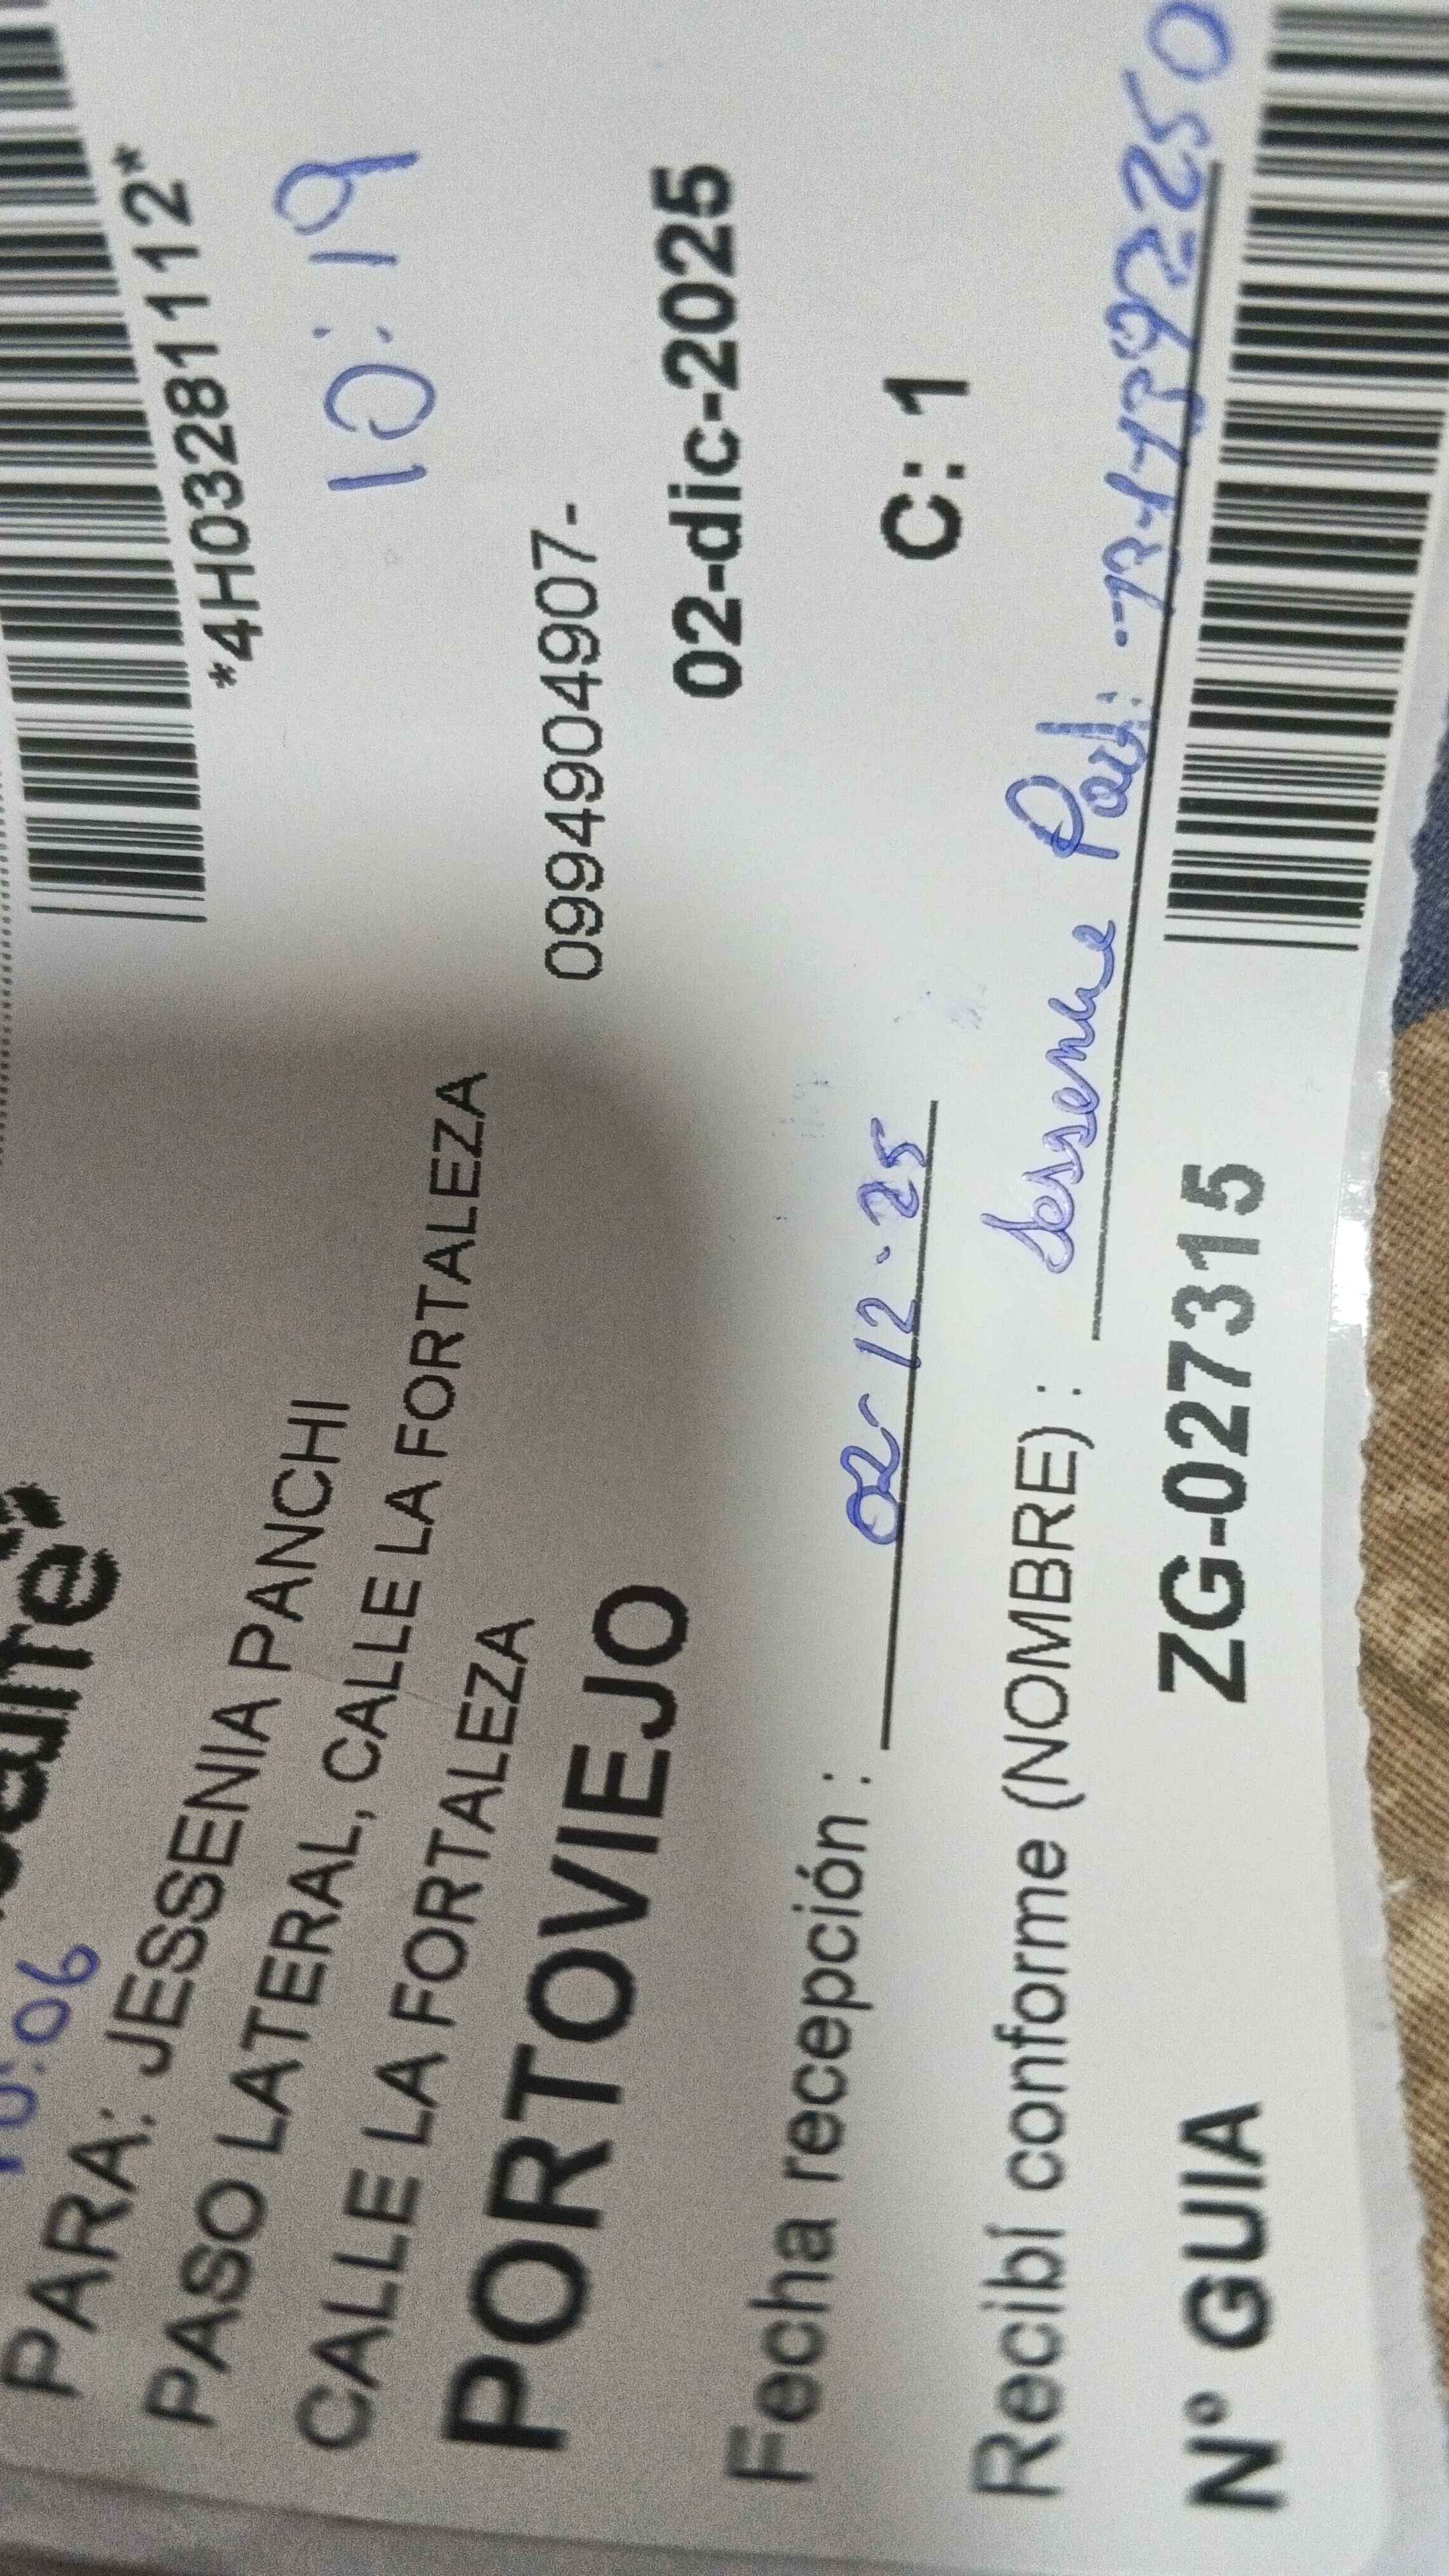 *4H03281112*
10:19
10:06
PARA: JESSENIA PANCHI
PASO LATERAL, CALLE LA FORTALEZA
CALLE LA FORTALEZA
0994904907-
PORTOVIEJO
02-dic-2025
Fecha recepción : 02-12-25
C: 1
Recibí conforme (NOMBRE) :
N° GUIA ZG-027315